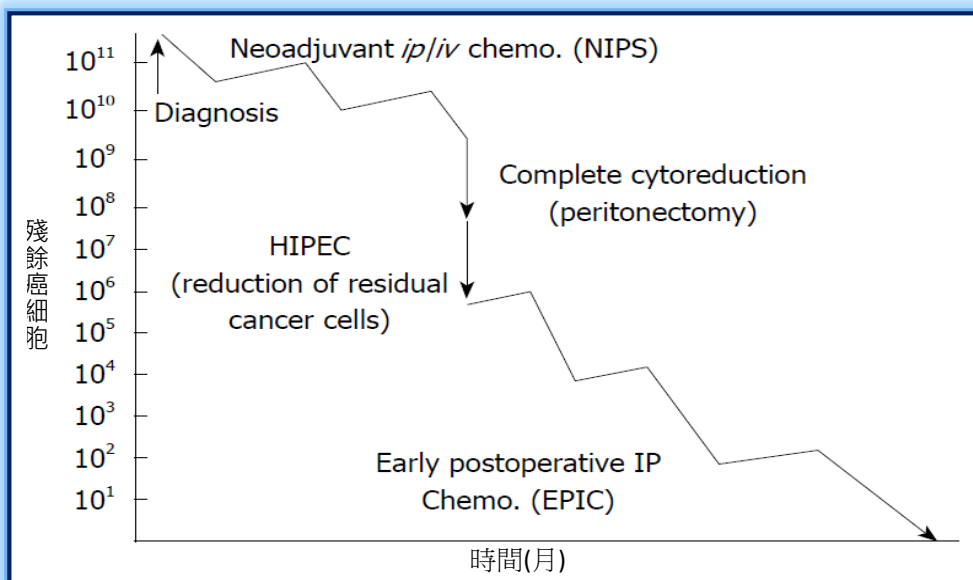 Neoadjuvant ip/iv chemo. (NIPS)
10¹¹
10¹⁰
Diagnosis
10⁹
Complete cytoreduction
(peritonectomy)
10⁸
10⁷
HIPEC
(reduction of residual
cancer cells)
10⁶
10⁵
10⁴
10³
10²
10¹
Early postoperative IP
Chemo. (EPIC)
殘餘癌細胞
時間(月)